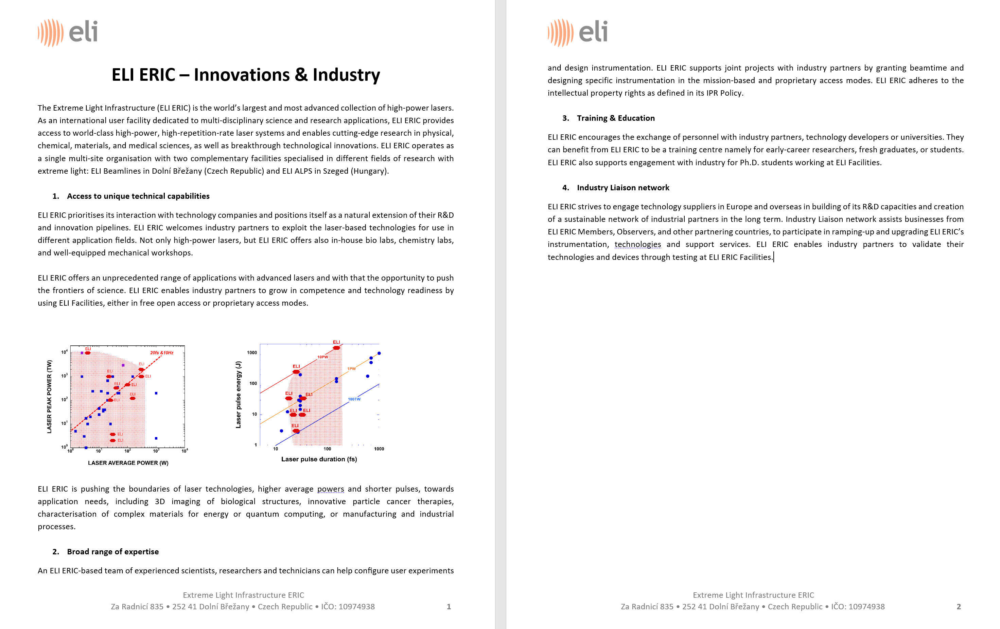 eli
ELI ERIC – Innovations & Industry
The Extreme Light Infrastructure (ELI ERIC) is the world’s largest and most advanced collection of high-power lasers.
As an international user facility dedicated to multi-disciplinary science and research applications, ELI ERIC provides
access to world-class high-power, high-repetition-rate laser systems and enables cutting-edge research in physical,
chemical, materials, and medical sciences, as well as breakthrough technological innovations. ELI ERIC operates as
a single multi-site organisation with two complementary facilities specialised in different fields of research with
extreme light: ELI Beamlines in Dolní Břežany (Czech Republic) and ELI ALPS in Szeged (Hungary).
1. Access to unique technical capabilities
ELI ERIC prioritises its interaction with technology companies and positions itself as a natural extension of their R&D
and innovation pipelines. ELI ERIC welcomes industry partners to exploit the laser-based technologies for use in
different application fields. Not only high-power lasers, but ELI ERIC offers also in-house bio labs, chemistry labs,
and well-equipped mechanical workshops.
ELI ERIC offers an unprecedented range of applications with advanced lasers and with that the opportunity to push
the frontiers of science. ELI ERIC enables industry partners to grow in competence and technology readiness by
using ELI Facilities, either in free open access or proprietary access modes.
LASER PEAK POWER (TW)
10⁴
10³
10²
10¹
10⁰
ELI
20fs &10Hz
ELI
ELI
ELI
ELI
ELI
ELI
ELI
ELI
ELI
10⁰ 10¹ 10² 10³ 10⁴
LASER AVERAGE POWER (W)
Laser pulse energy (J)
1000
100
10
1
ELI
10PW
ELI
1PW
ELI
ELI
100TW
ELI
ELI
ELI
10 100 1000
Laser pulse duration (fs)
ELI ERIC is pushing the boundaries of laser technologies, higher average powers and shorter pulses, towards
application needs, including 3D imaging of biological structures, innovative particle cancer therapies,
characterisation of complex materials for energy or quantum computing, or manufacturing and industrial
processes.
2. Broad range of expertise
An ELI ERIC-based team of experienced scientists, researchers and technicians can help configure user experiments
Extreme Light Infrastructure ERIC
Za Radnicí 835 • 252 41 Dolní Břežany • Czech Republic • IČO: 10974938 1
eli
and design instrumentation. ELI ERIC supports joint projects with industry partners by granting beamtime and
designing specific instrumentation in the mission-based and proprietary access modes. ELI ERIC adheres to the
intellectual property rights as defined in its IPR Policy.
3. Training & Education
ELI ERIC encourages the exchange of personnel with industry partners, technology developers or universities. They
can benefit from ELI ERIC to be a training centre namely for early-career researchers, fresh graduates, or students.
ELI ERIC also supports engagement with industry for Ph.D. students working at ELI Facilities.
4. Industry Liaison network
ELI ERIC strives to engage technology suppliers in Europe and overseas in building of its R&D capacities and creation
of a sustainable network of industrial partners in the long term. Industry Liaison network assists businesses from
ELI ERIC Members, Observers, and other partnering countries, to participate in ramping-up and upgrading ELI ERIC’s
instrumentation, technologies and support services. ELI ERIC enables industry partners to validate their
technologies and devices through testing at ELI ERIC Facilities.
Extreme Light Infrastructure ERIC
Za Radnicí 835 • 252 41 Dolní Břežany • Czech Republic • IČO: 10974938 2